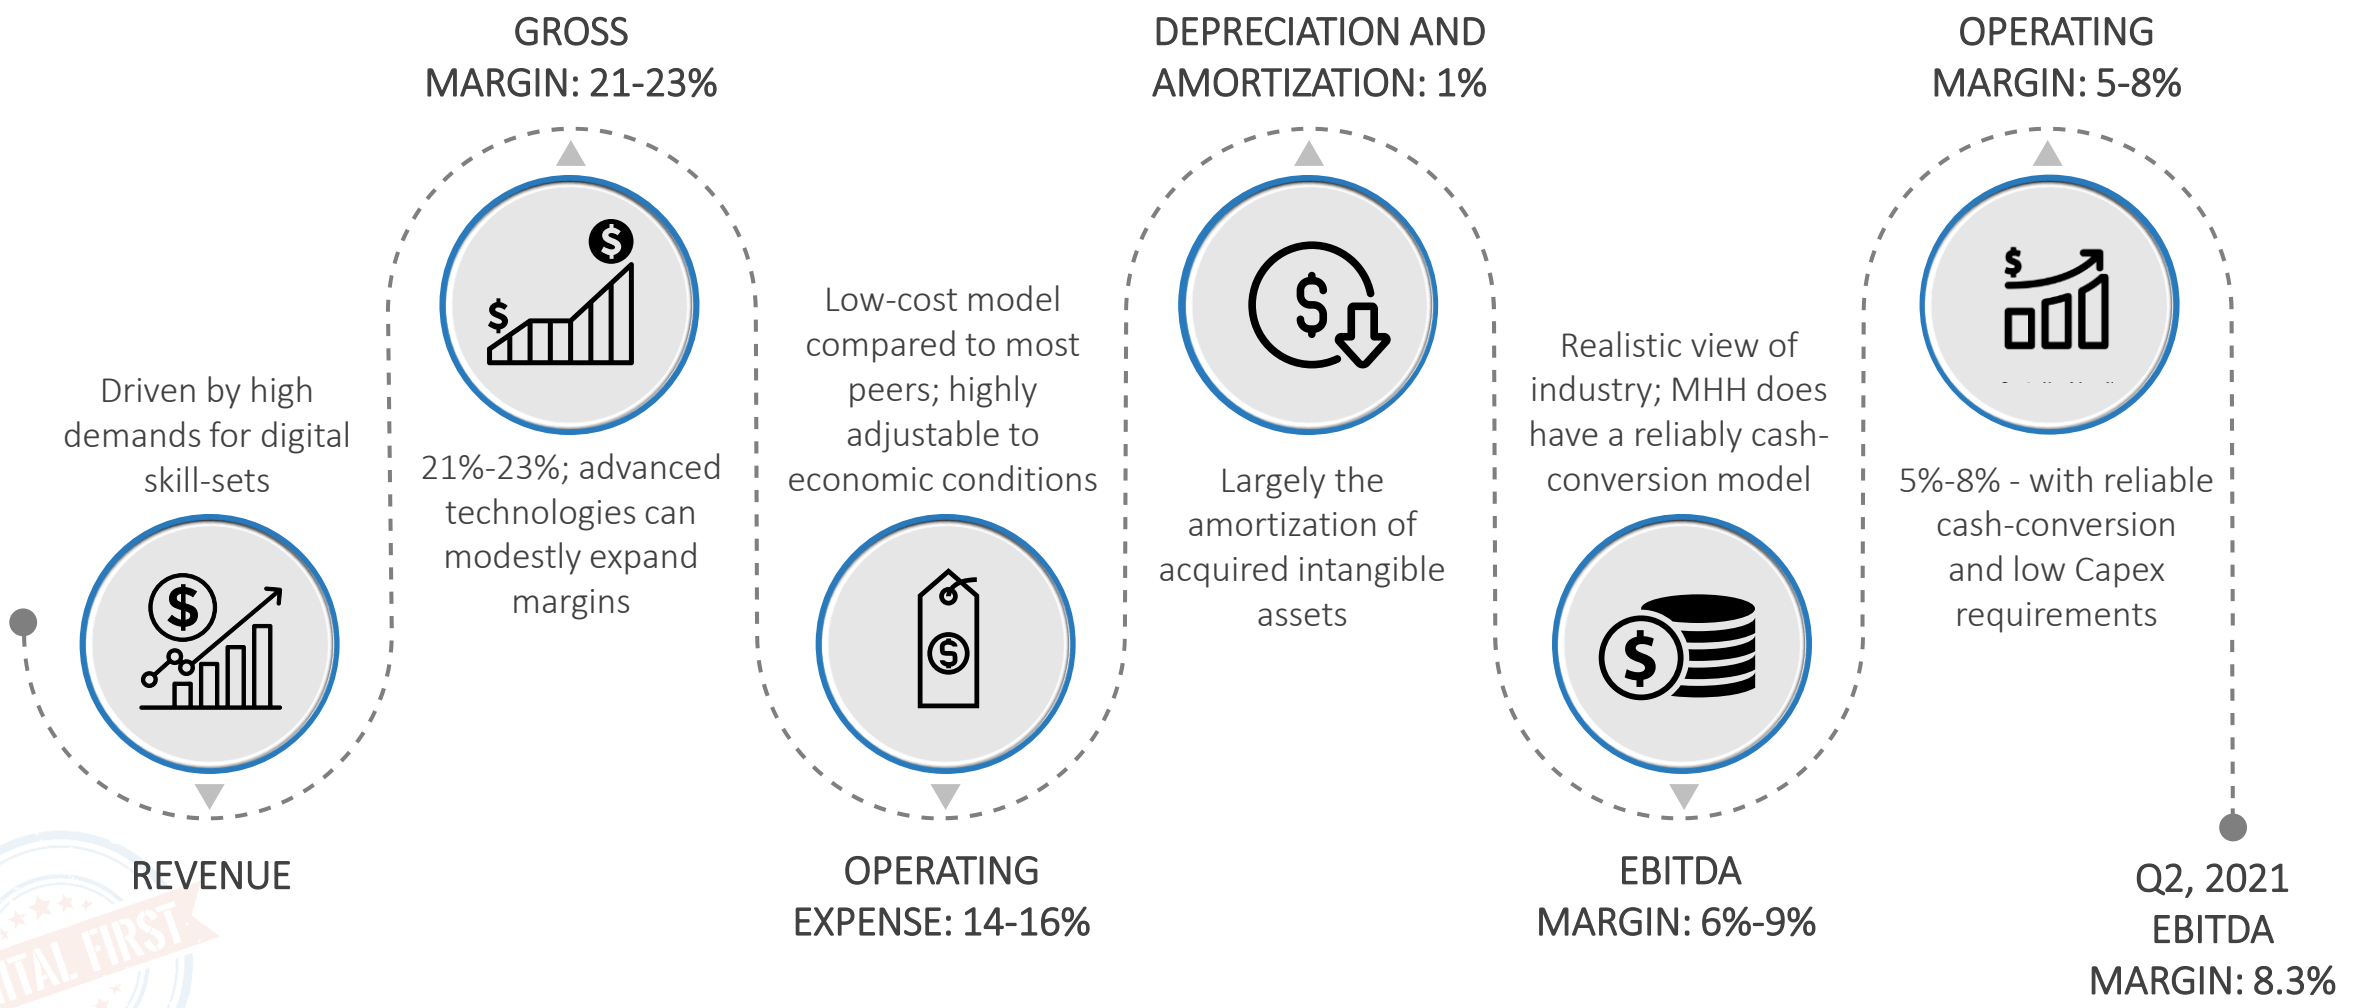 GROSS
MARGIN: 21-23%
DEPRECIATION AND
AMORTIZATION: 1%
OPERATING
MARGIN: 5-8%
Driven by high
demands for digital
skill-sets
21%-23%; advanced
technologies can
modestly expand
margins
Low-cost model
compared to most
peers; highly
adjustable to
economic conditions
Largely the
amortization of
acquired intangible
assets
Realistic view of
industry; MHH does
have a reliably cash-
conversion model
5%-8% - with reliable
cash-conversion
and low Capex
requirements
REVENUE
OPERATING
EXPENSE: 14-16%
EBITDA
MARGIN: 6%-9%
Q2, 2021
EBITDA
MARGIN: 8.3%
ITAL FIRST